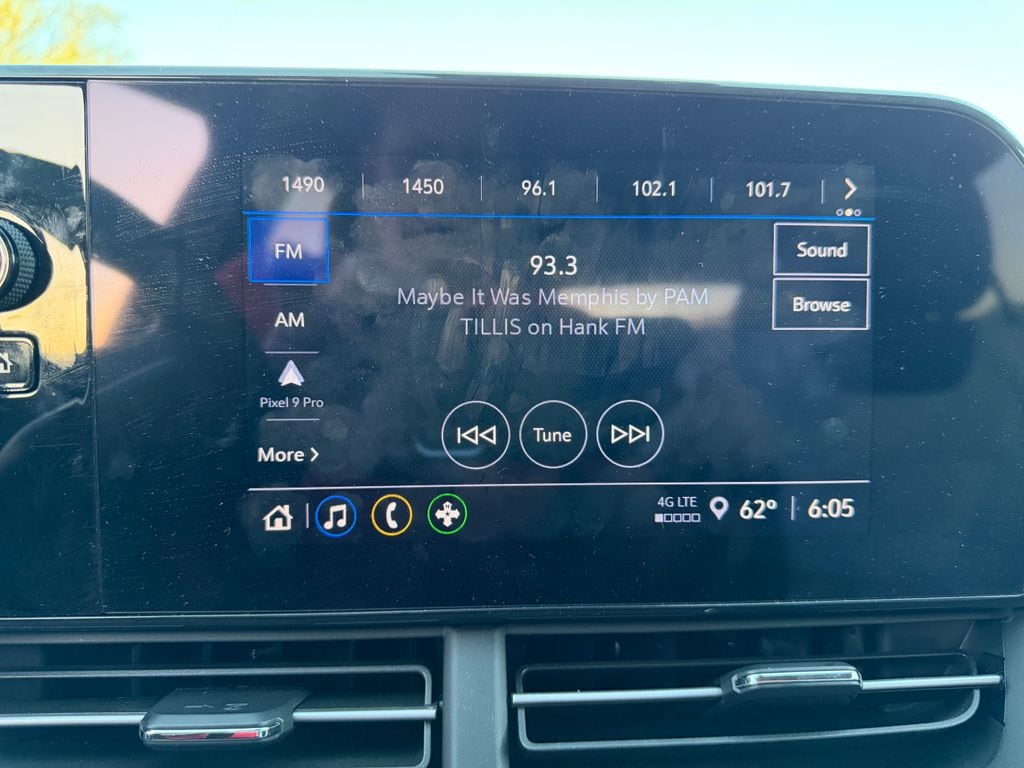 1490 1450 96.1 102.1 101.7
FM
93.3
Sound
Maybe It Was Memphis by PAM
TILLIS on Hank FM
Browse
AM
Pixel 9 Pro
More
Tune
4G LTE
62° 6:05